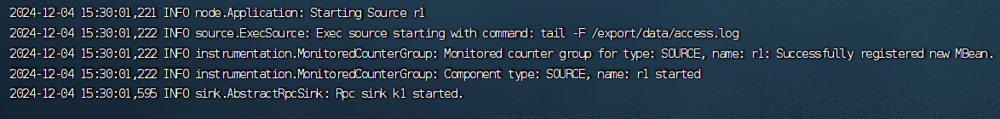 2024-12-04 15:30:01,221 INFO node.Application: Starting Source r1
2024-12-04 15:30:01,222 INFO source.ExecSource: Exec source starting with command: tail -F /export/data/access.log
2024-12-04 15:30:01,222 INFO instrumentation.MonitoredCounterGroup: Monitored counter group for type: SOURCE, name: r1: Successfully registered new MBean.
2024-12-04 15:30:01,222 INFO instrumentation.MonitoredCounterGroup: Component type: SOURCE, name: r1 started
2024-12-04 15:30:01,595 INFO sink.AbstractRpcSink: Rpc sink k1 started.